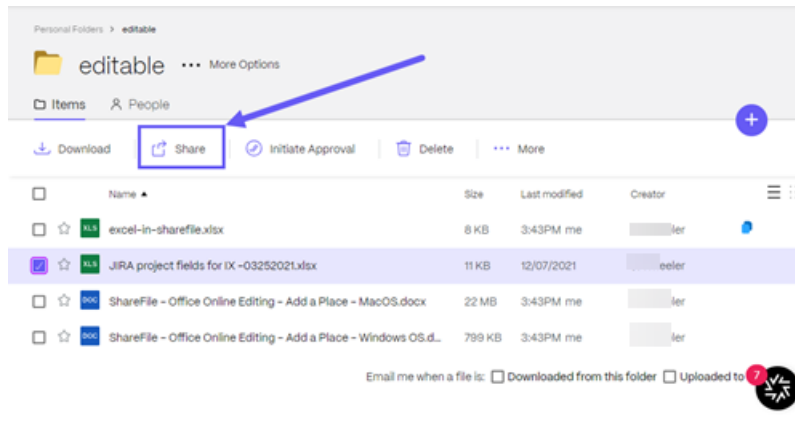 Personal Folders > editable
editable ••• More Options
Items People
Download Share Initiate Approval Delete ••• More
Name ▲ Size Last modified Creator
XLS excel-in-sharefile.xlsx 8 KB 3:43PM me ler
XLS JIRA project fields for IX -03252021.xlsx 11 KB 12/07/2021 eeler
DOC ShareFile - Office Online Editing - Add a Place - MacOS.docx 22 MB 3:43PM me ler
DOC ShareFile - Office Online Editing - Add a Place - Windows OS.d... 799 KB 3:43PM me ler
Email me when a file is: Downloaded from this folder Uploaded to 7